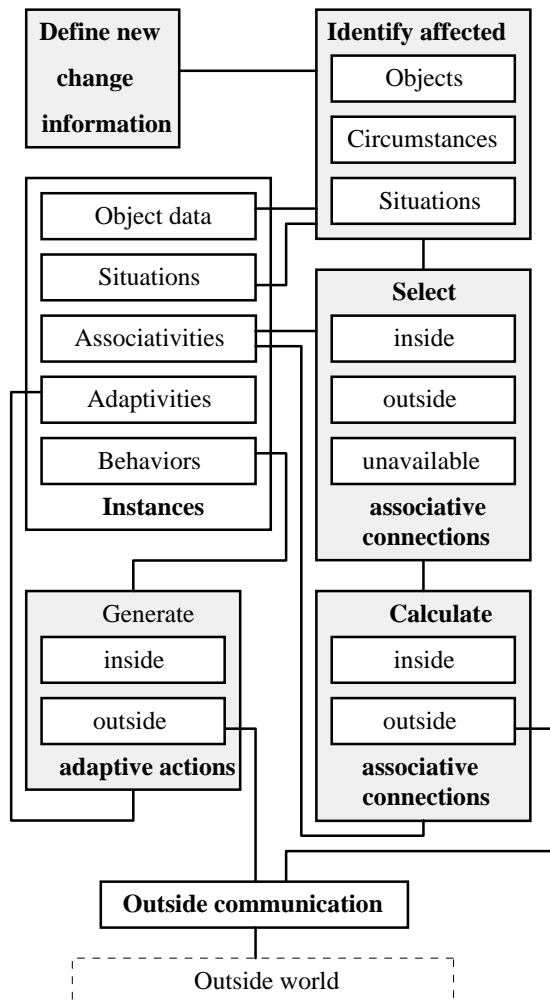 Define new
change
information
Identify affected
Objects
Circumstances
Situations
Object data
Situations
Associativities
Adaptivities
Behaviors
Instances
Select
inside
outside
unavailable
associative
connections
Generate
inside
outside
adaptive actions
Calculate
inside
outside
associative
connections
Outside communication
Outside world